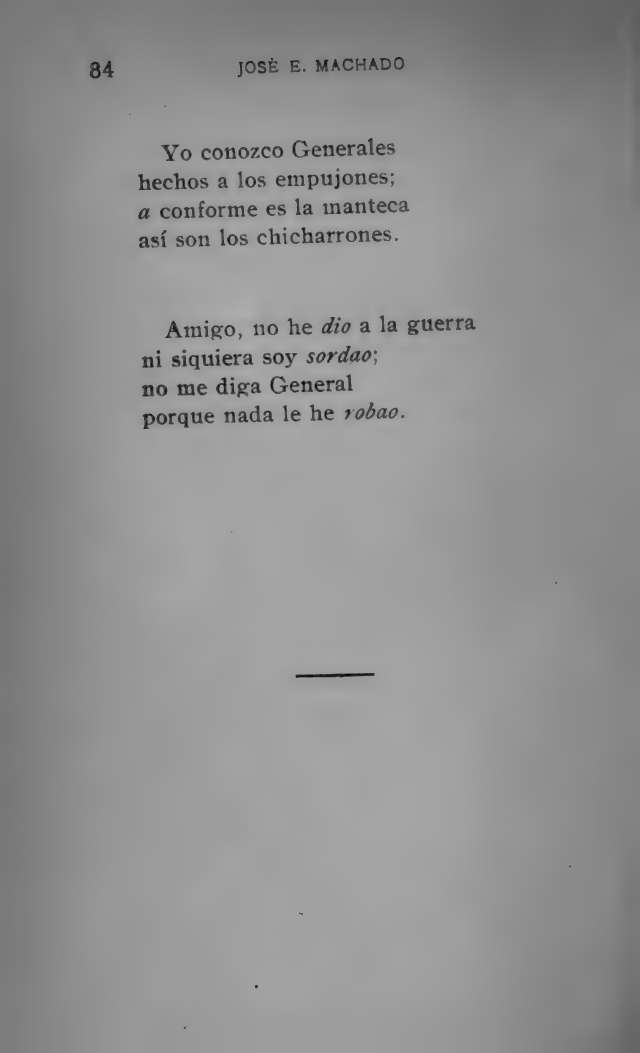 84 JOSÈ E. MACHADO
Yo conozco Generales
hechos a los empujones;
a conforme es la manteca
así son los chicharrones.
Amigo, no he dio a la guerra
ni siquiera soy sordao;
no me diga General
porque nada le he robao.